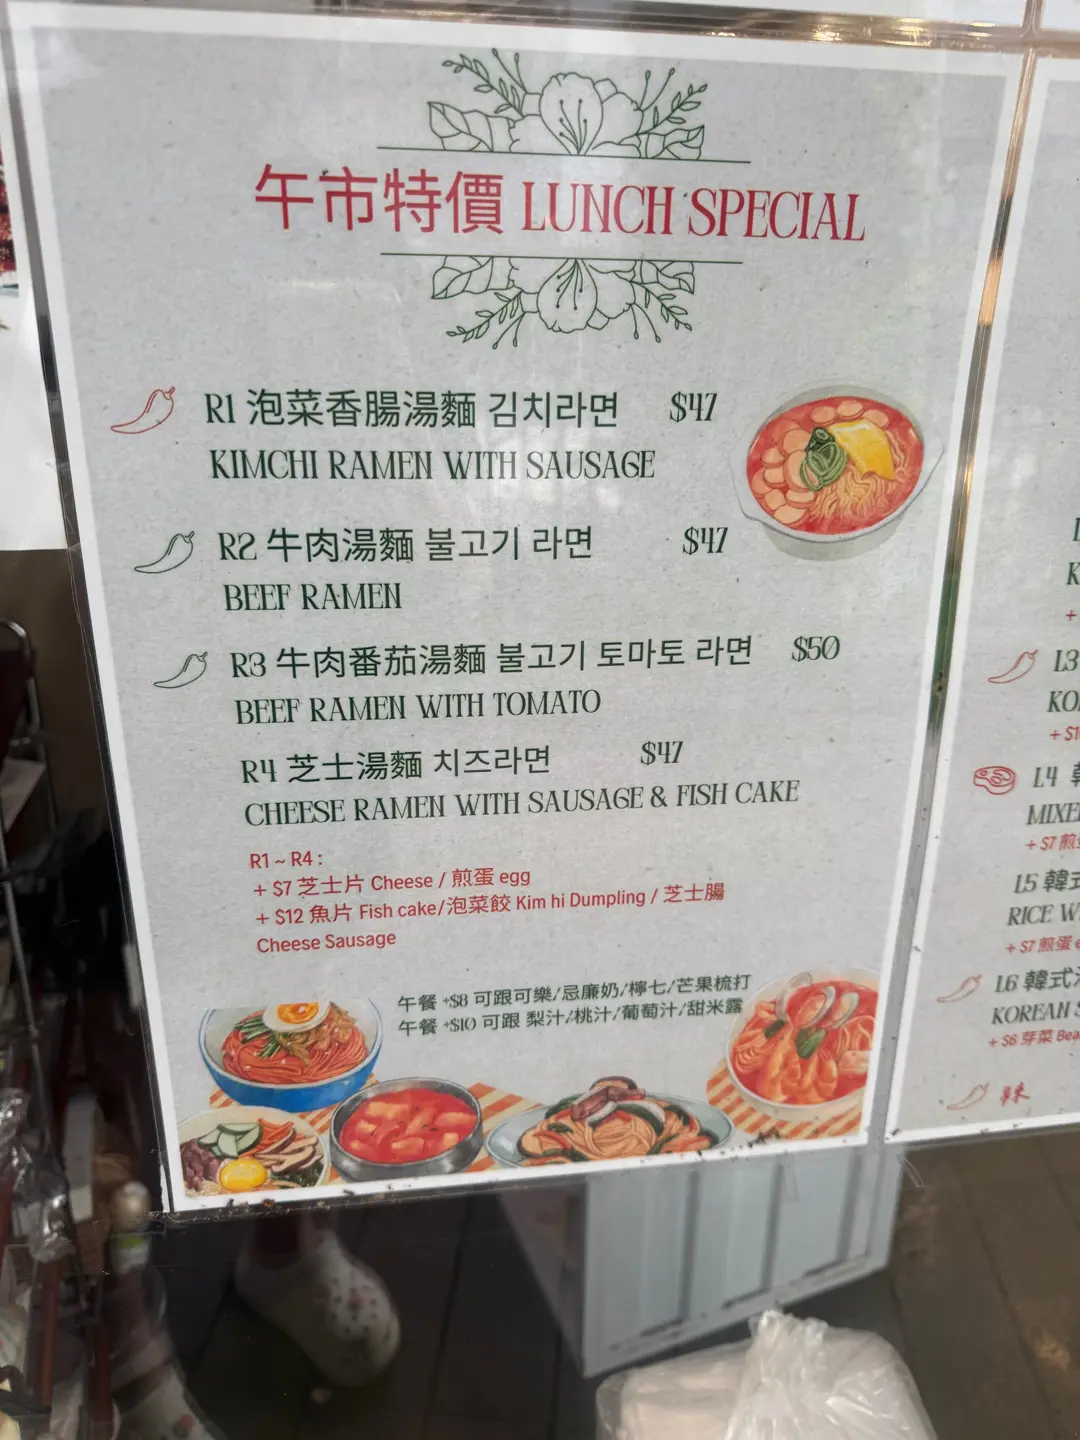 午市特價 LUNCH SPECIAL
R1 泡菜香腸湯麵 김치라면 $47
KIMCHI RAMEN WITH SAUSAGE
R2 牛肉湯麵 불고기 라면 $47
BEEF RAMEN
R3 牛肉番茄湯麵 불고기 토마토 라면 $50
BEEF RAMEN WITH TOMATO
R4 芝士湯麵 치즈라면 $47
CHEESE RAMEN WITH SAUSAGE & FISH CAKE
R1 ~ R4 :
+ $7 芝士片 Cheese / 煎蛋 egg
+ $12 魚片 Fish cake/泡菜餃 Kim hi Dumpling / 芝士腸
Cheese Sausage
午餐 +$8 可跟可樂/忌廉奶/檸七/芒果梳打
午餐 +$10 可跟 梨汁/桃汁/葡萄汁/甜米露
L3
KO
+ $1
L4 韓
MIXE
+ $7 煎
L5 韓式
RICE W
+ $7 煎蛋 e
L6 韓式
KOREAN S
+ $6 芽菜 Bea
辣